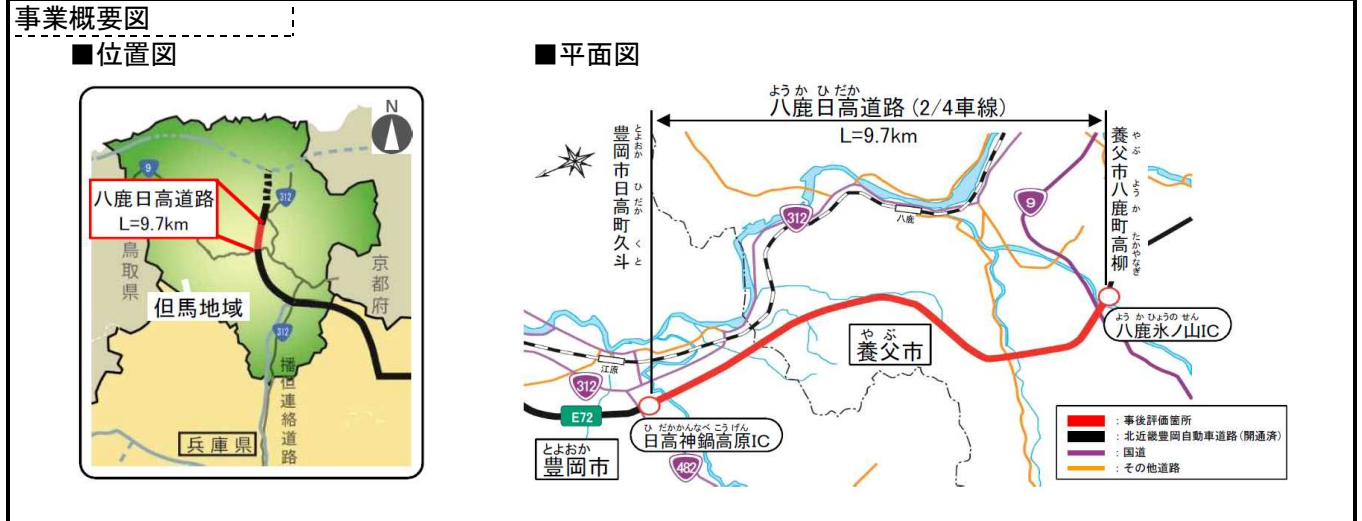 事業概要図
■位置図
N
9
312
八鹿日高道路
L=9.7km
鳥取県
京都府
但馬地域
312
播但連絡道路
兵庫県
■平面図
ようか ひだか
八鹿日高道路(2/4車線)
L=9.7km
とよおか ひだか くと
豊岡市日高町久斗
やぶ ようか たかやなぎ
養父市八鹿町高柳
312
八鹿
9
ようかひょうのせん
八鹿氷ノ山IC
やぶ
養父市
江原
312
E72
ひだかかんなべこうげん
日高神鍋高原IC
とよおか
豊岡市
482
:事後評価箇所
:北近畿豊岡自動車道路(開通済)
:国道
:その他道路